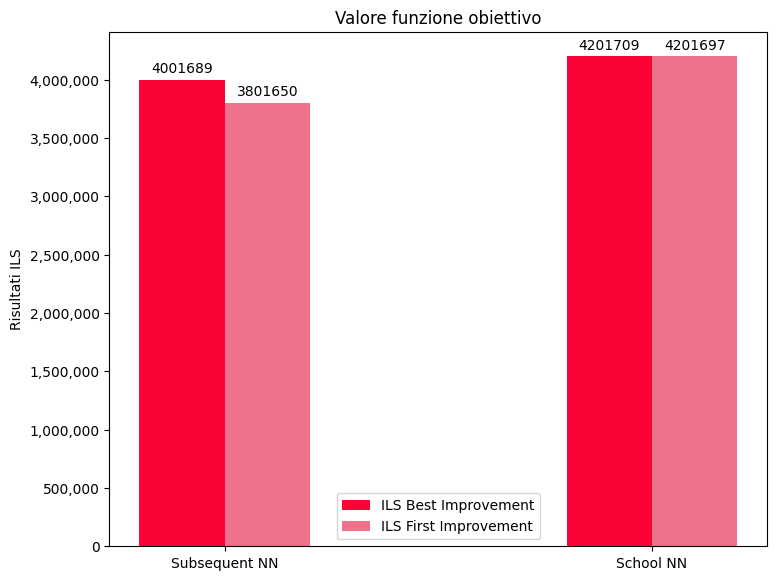 Valore funzione obiettivo
Risultati ILS
4,000,000
3,500,000
3,000,000
2,500,000
2,000,000
1,500,000
1,000,000
500,000
0
4001689
3801650
4201709
4201697
ILS Best Improvement
ILS First Improvement
Subsequent NN
School NN